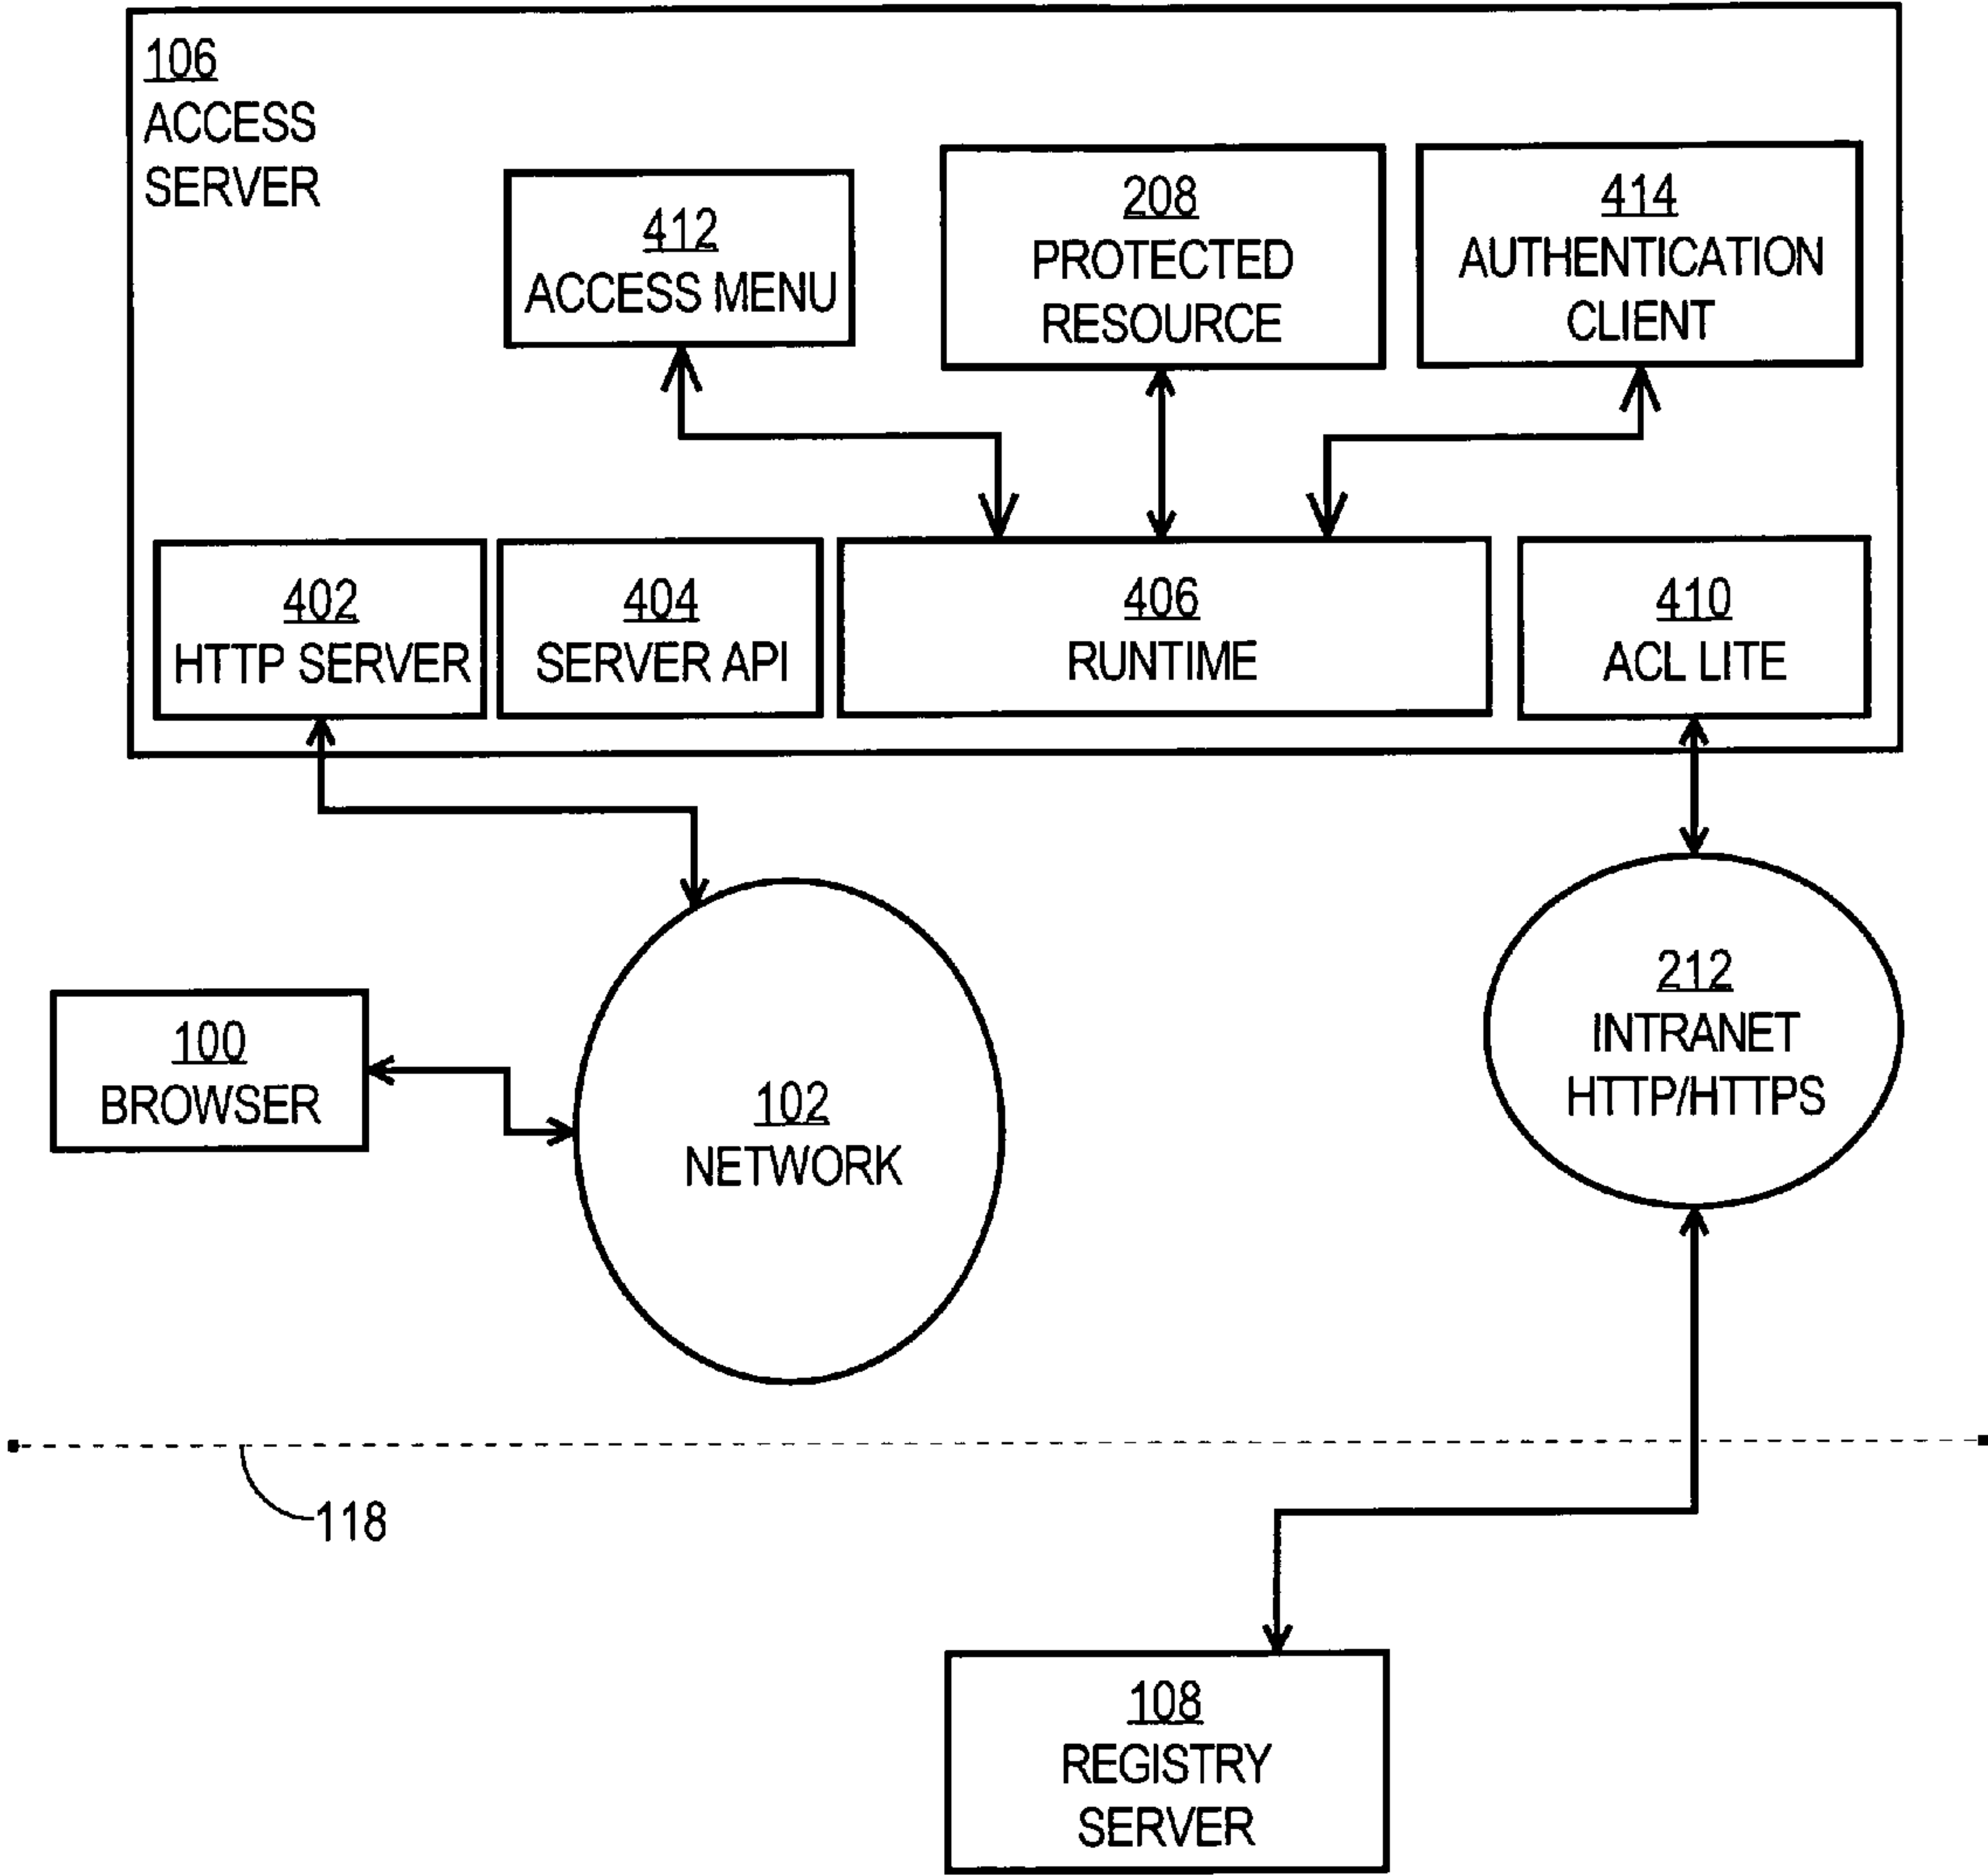 106
ACCESS
SERVER
412
ACCESS MENU
208
PROTECTED
RESOURCE
414
AUTHENTICATION
CLIENT
402
HTTP SERVER
404
SERVER API
406
RUNTIME
410
ACL LITE
100
BROWSER
102
NETWORK
212
INTRANET
HTTP/HTTPS
118
108
REGISTRY
SERVER